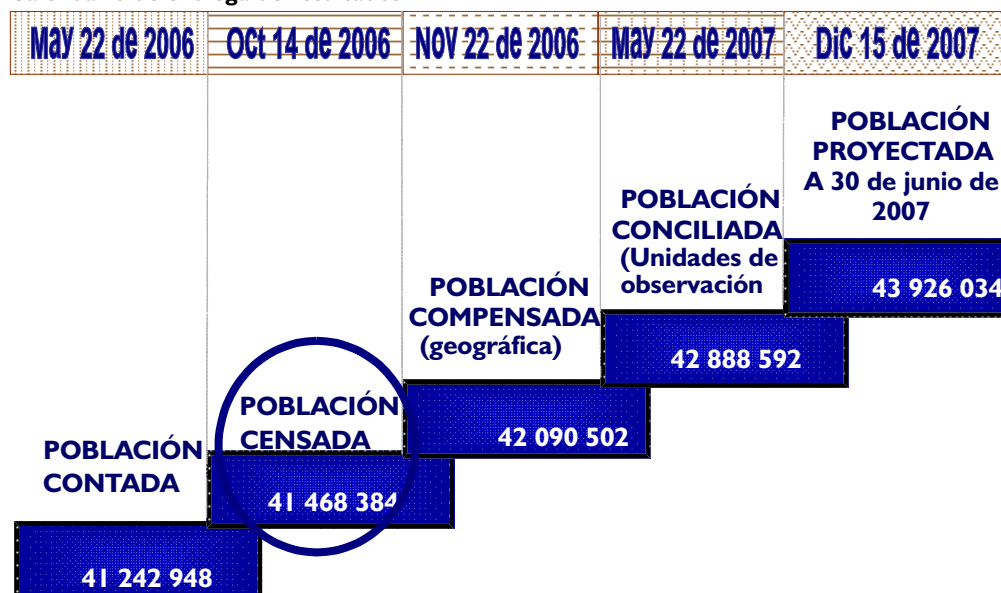 May 22 de 2006
Oct 14 de 2006
Nov 22 de 2006
May 22 de 2007
Dic 15 de 2007
POBLACIÓN
PROYECTADA
A 30 de junio de
2007
43 926 034
POBLACIÓN
CONCILIADA
(Unidades de
observación
42 888 592
POBLACIÓN
COMPENSADA
(geográfica)
42 090 502
POBLACIÓN
CENSADA
41 468 384
POBLACIÓN
CONTADA
41 242 948